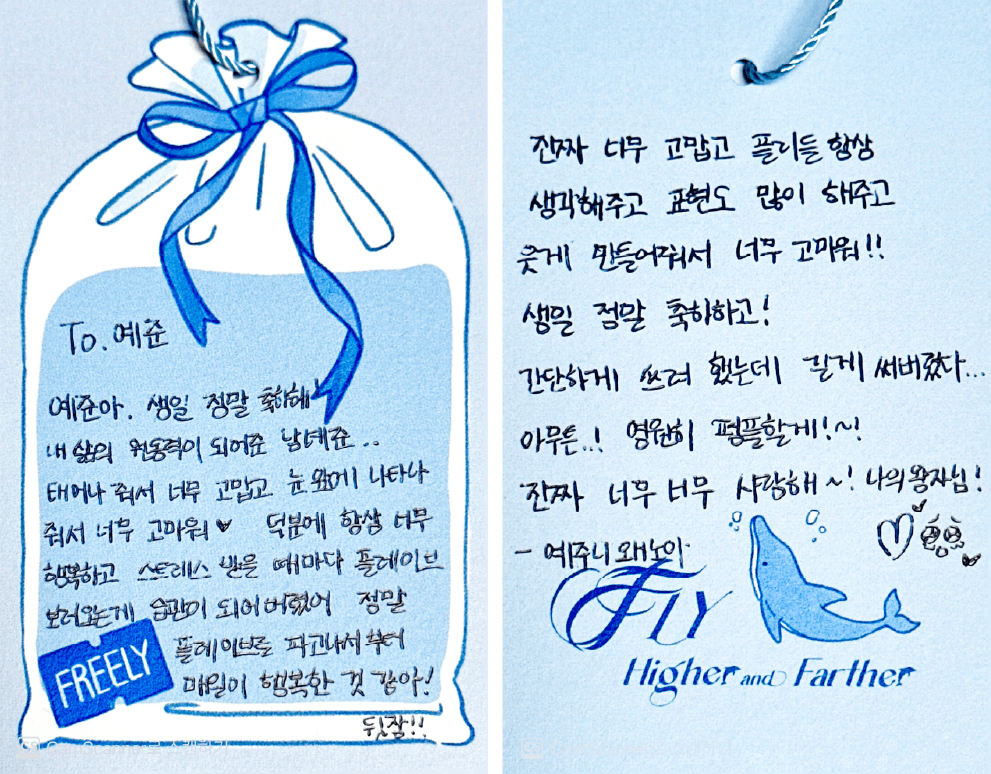 To. 예준
예준아. 생일 정말 축하해!
내 삶의 원동력이 되어준 남예준..
태어나 줘서 너무 고맙고 눈 앞에 나타나
줘서 너무 고마워♥ 덕분에 항상 너무
행복하고 스트레스 받을 때마다 플레이브
보러오는게 습관이 되어버렸어 정말
플레이브를 파고나서부터
매일이 행복한 것 같아!
FREELY
뒷장!!
진짜 너무 고맙고 플리들 항상
생각해주고 표현도 많이 해주고
웃게 만들어줘서 너무 고마워!!
생일 정말 축하하고!
간단하게 쓰려 했는데 길게 써버렸다...
아무튼..! 영원히 평플할게!~!
진짜 너무 너무 사랑해~! 나의 왕자님!
- 예주니 왜노아
FLY
Higher and Farther